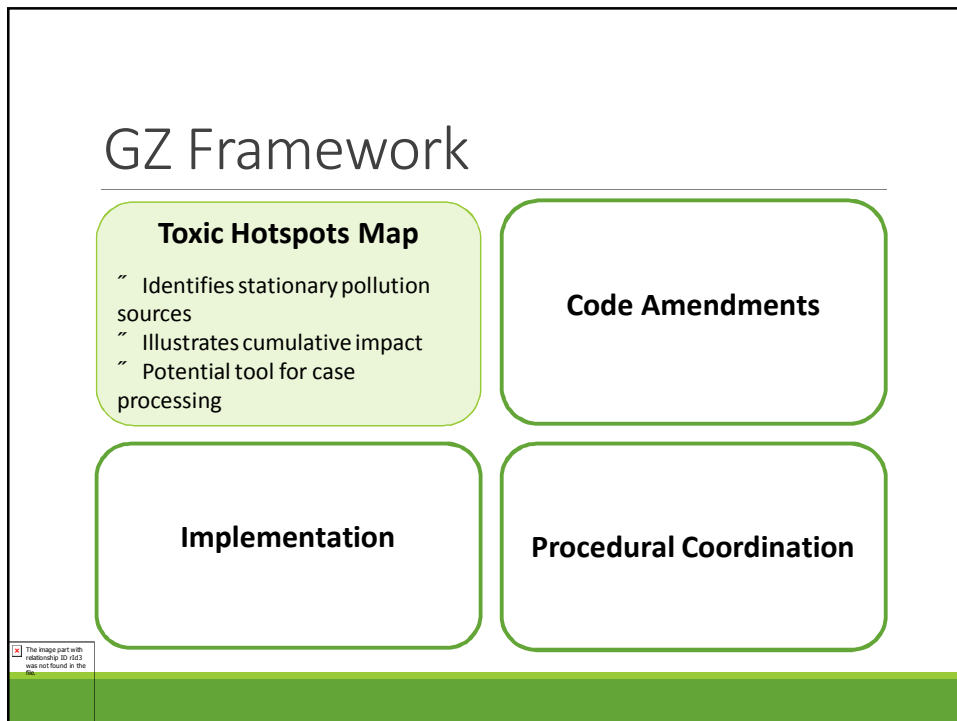 GZ Framework
Toxic Hotspots Map
˝ Identifies stationary pollution
sources
˝ Illustrates cumulative impact
˝ Potential tool for case
processing
Code Amendments
Implementation
Procedural Coordination
The image part with
relationship ID rId3
was not found in the
file.